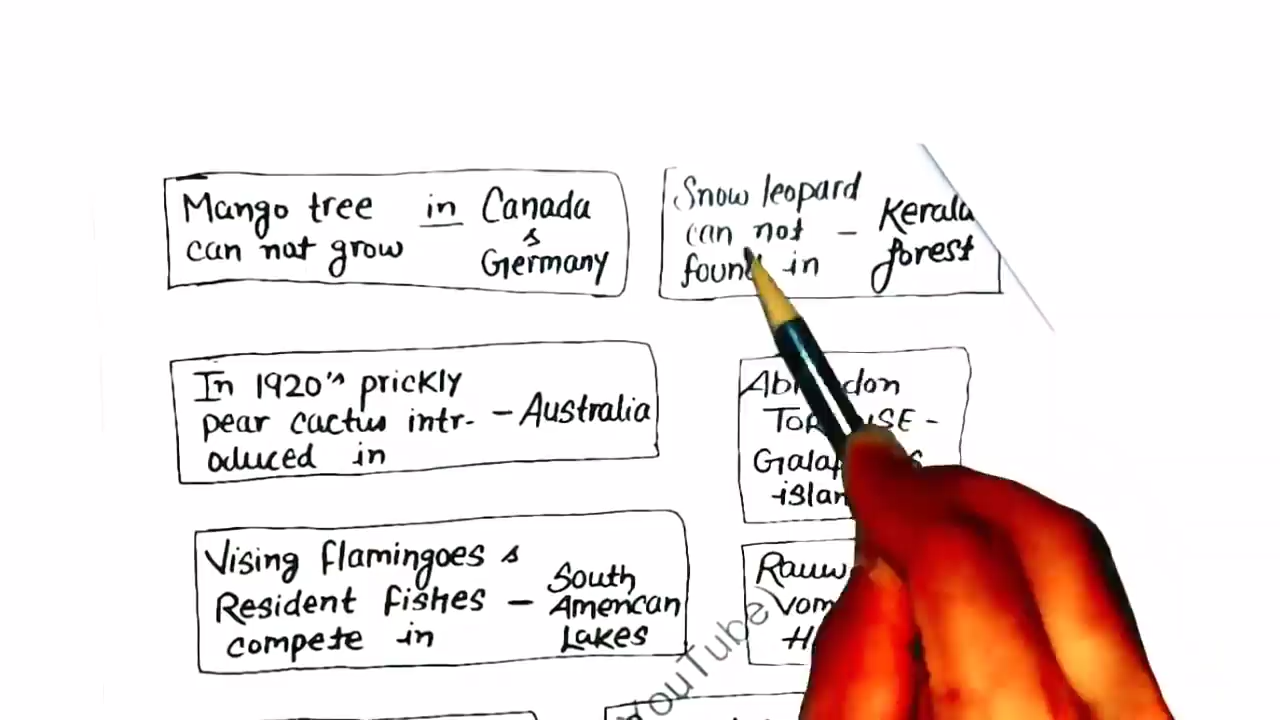 Mango tree in Canada
can not grow &
Germany
Snow leopard
can not – Kerala
found in forest
In 1920's prickly
pear cactus intr- – Australia
oduced in
Vising flamingoes &
Resident fishes – South
compete in American
Lakes
YouTube